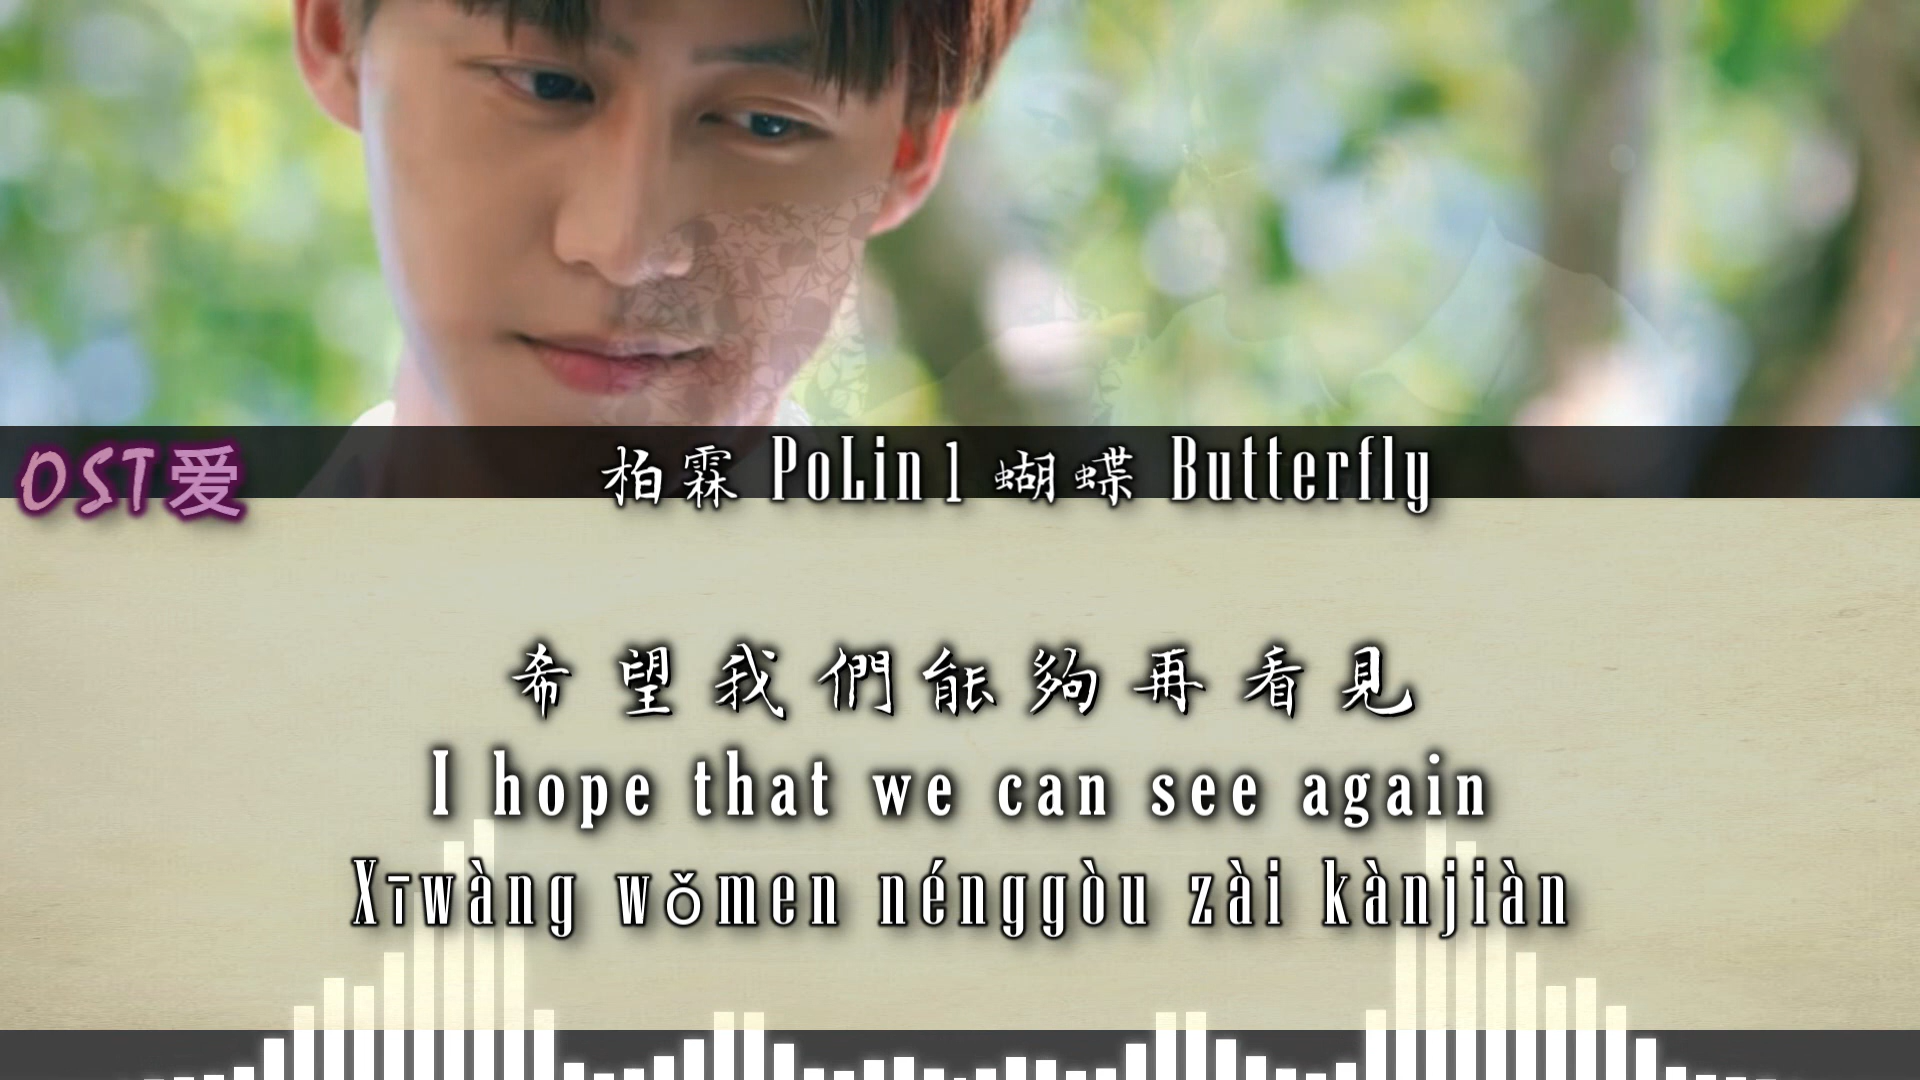 OST爱
柏霖 PoLin 1 蝴蝶 Butterfly
希望我們能夠再看見
I hope that we can see again
Xīwàng wǒmen nénggòu zài kànjiàn